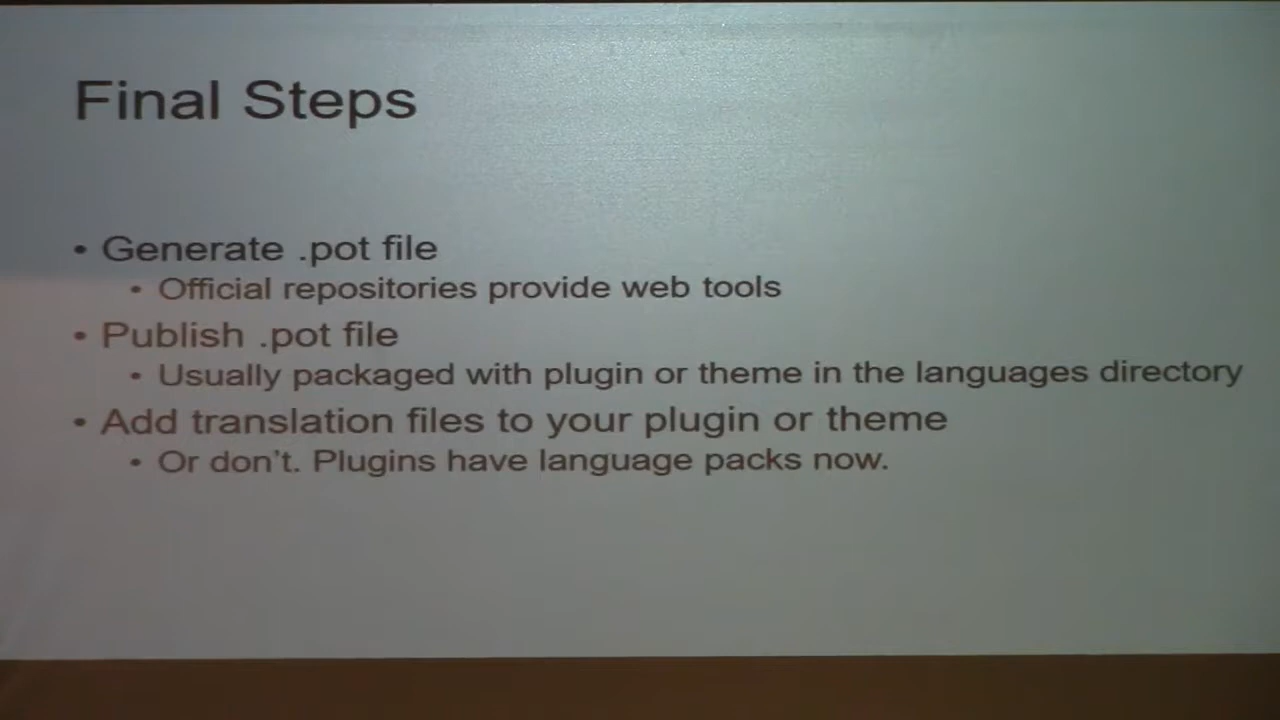 Final Steps
• Generate .pot file
• Official repositories provide web tools
• Publish .pot file
• Usually packaged with plugin or theme in the languages directory
• Add translation files to your plugin or theme
• Or don't. Plugins have language packs now.